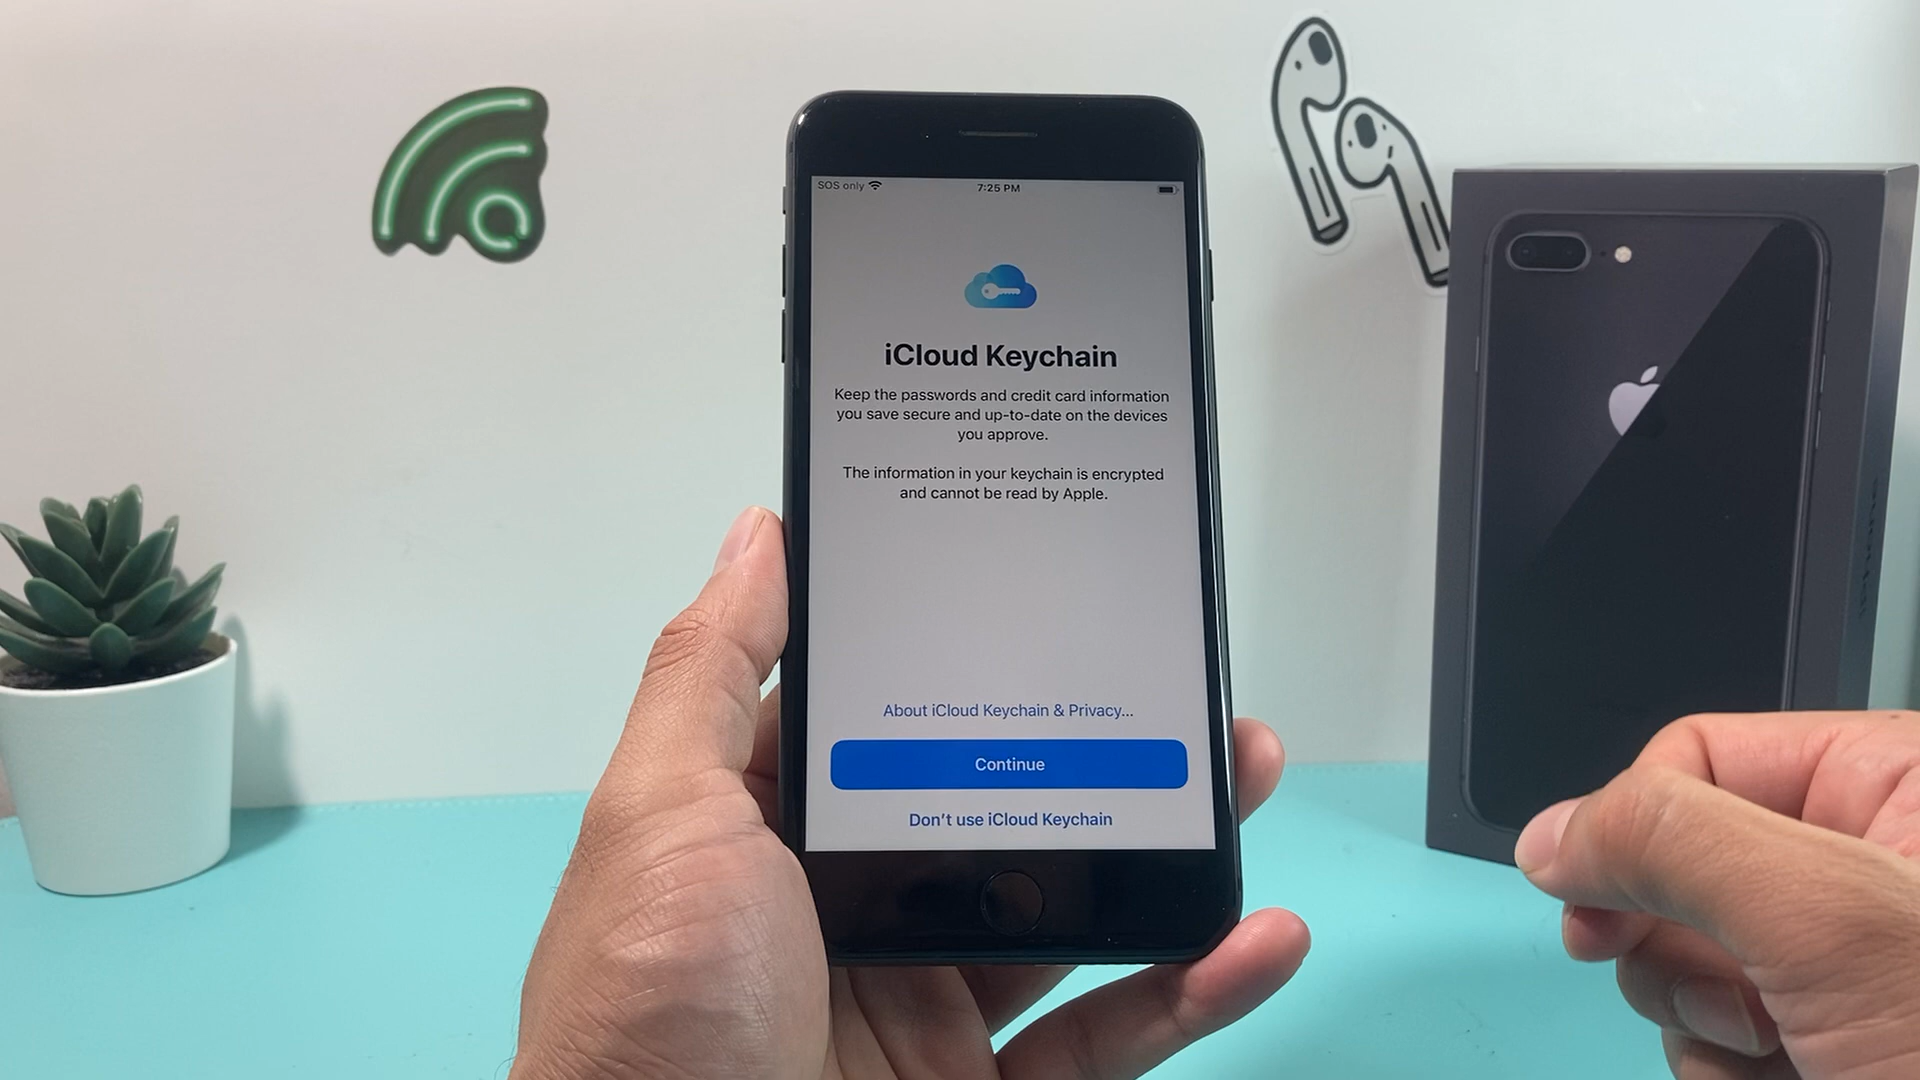 SOS only
7:25 PM
iCloud Keychain
Keep the passwords and credit card information
you save secure and up-to-date on the devices
you approve.
The information in your keychain is encrypted
and cannot be read by Apple.
About iCloud Keychain & Privacy...
Continue
Don't use iCloud Keychain
iPhone